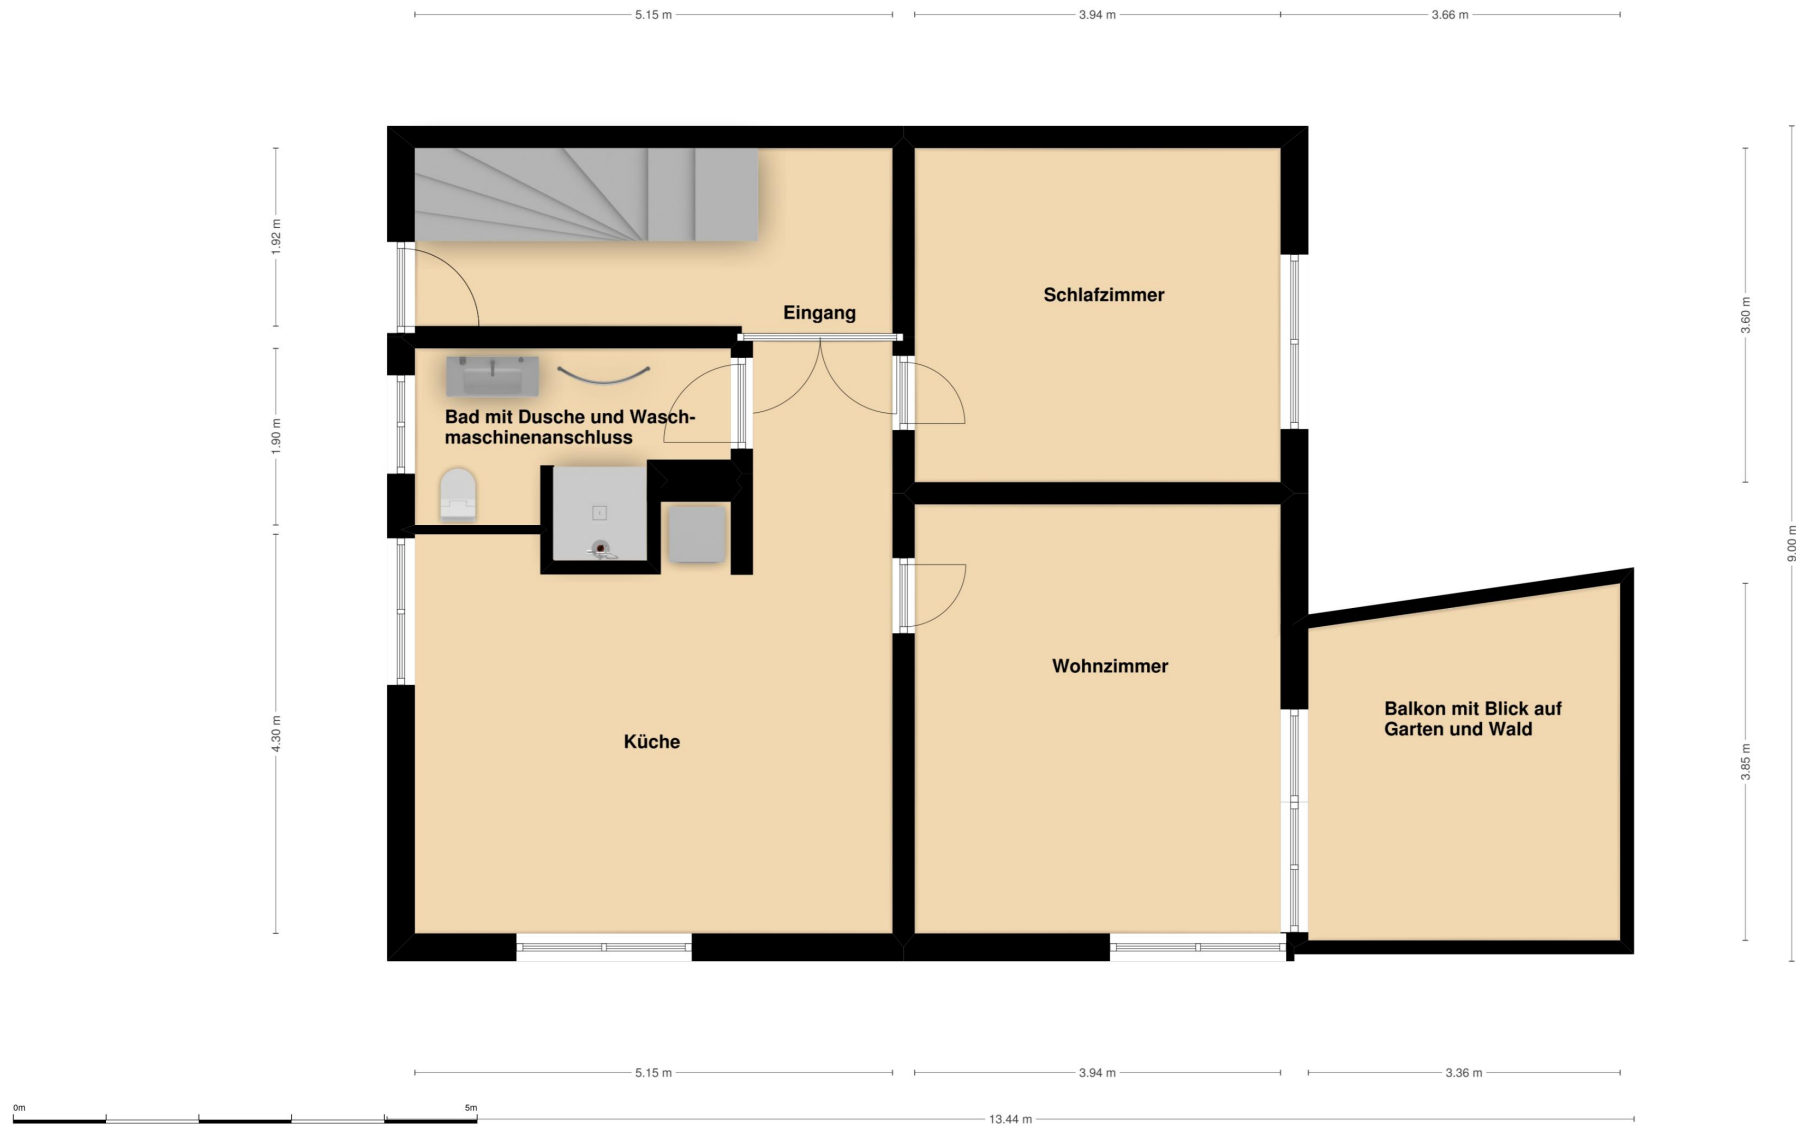 5.15 m
3.94 m
3.66 m
1.92 m
Eingang
Schlafzimmer
3.60 m
Bad mit Dusche und Wasch-
maschinenanschluss
1.90 m
9.00 m
Wohnzimmer
Balkon mit Blick auf
Garten und Wald
Küche
4.30 m
3.85 m
5.15 m
3.94 m
3.36 m
0m
5m
13.44 m